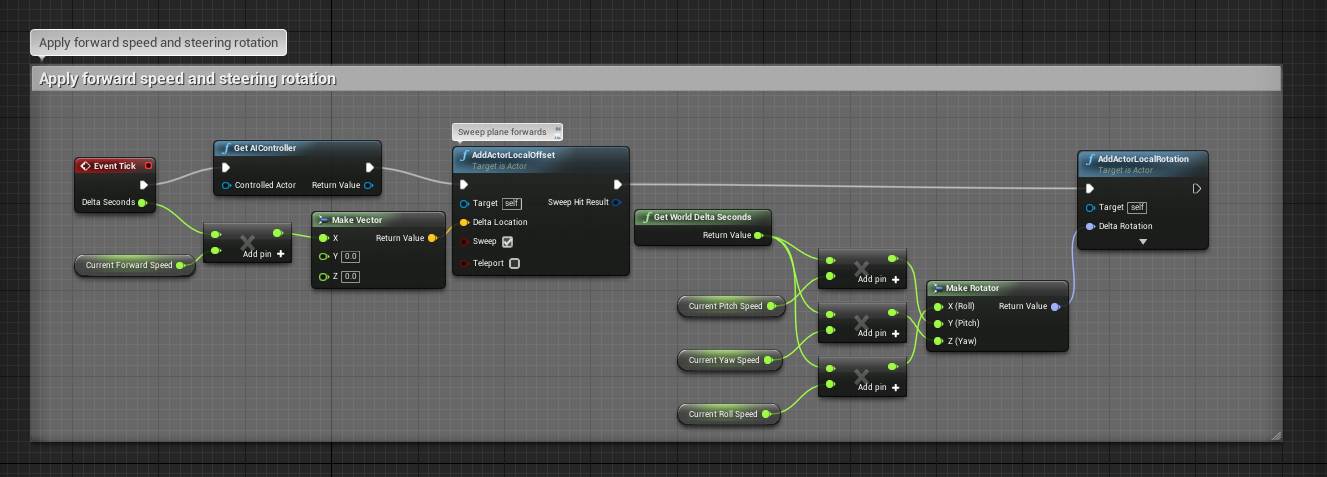 Apply forward speed and steering rotation
Apply forward speed and steering rotation
Sweep plane forwards
Event Tick
Delta Seconds
Current Forward Speed
Add pin
Get AIController
Controlled Actor
Return Value
Make Vector
X
Return Value
Y 0.0
Z 0.0
AddActorLocalOffset
Target is Actor
Target self
Sweep Hit Result
Delta Location
Sweep
Teleport
Get World Delta Seconds
Return Value
Current Pitch Speed
Add pin
Current Yaw Speed
Add pin
Current Roll Speed
Add pin
Make Rotator
X (Roll)
Return Value
Y (Pitch)
Z (Yaw)
AddActorLocalRotation
Target is Actor
Target self
Delta Rotation